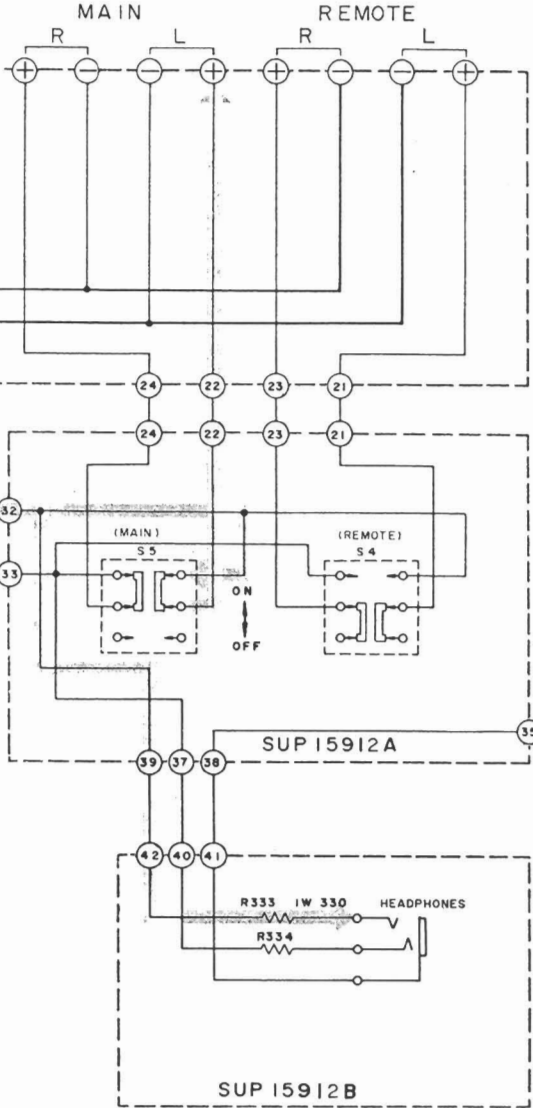 MAIN REMOTE
R L R L
+ − − + + − − +
24 22 23 21
24 22 23 21
32
(MAIN) (REMOTE)
S5 S4
33
ON
OFF
35
SUP 15912A
39 37 38
42 40 41
R333 1W 330 HEADPHONES
R334
SUP 15912B